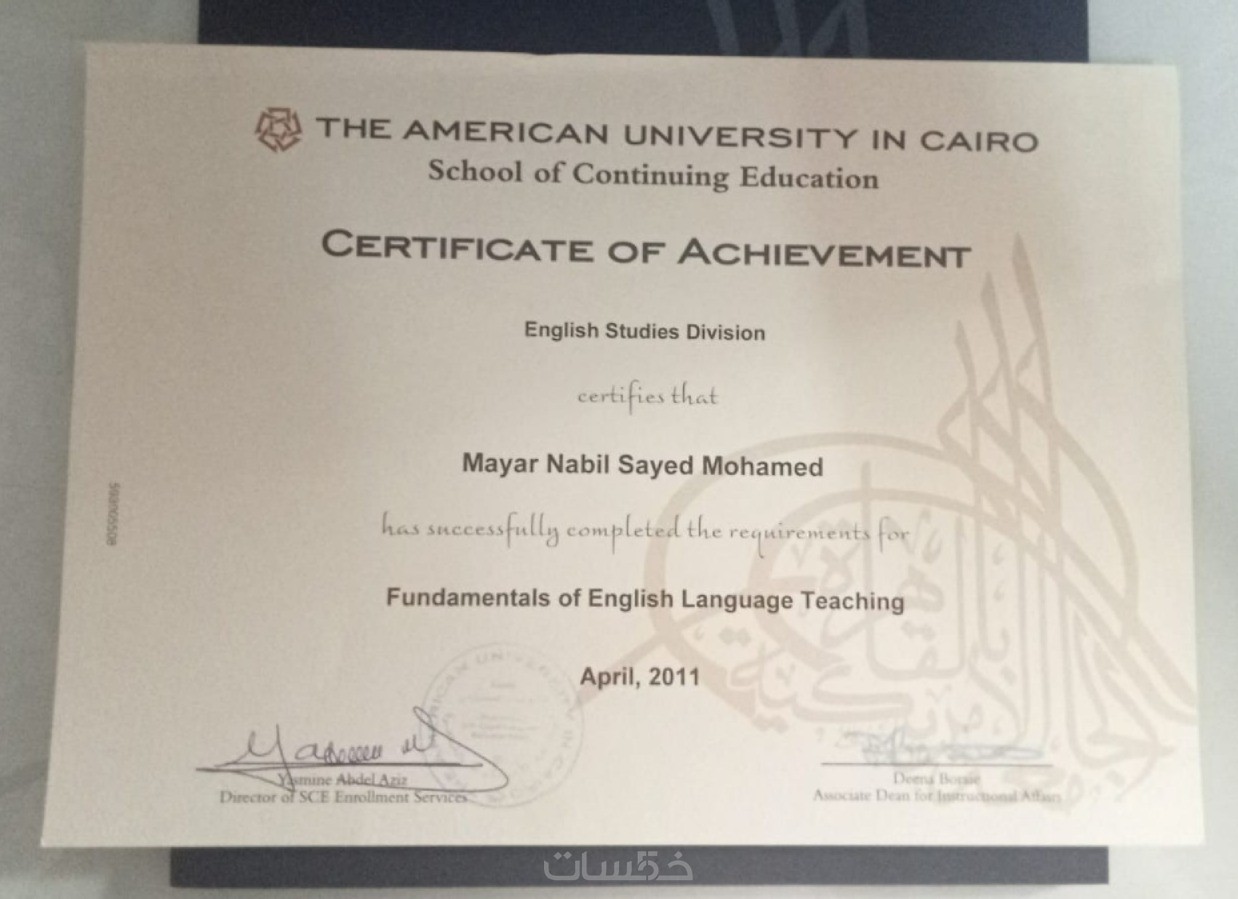 THE AMERICAN UNIVERSITY IN CAIRO
School of Continuing Education
CERTIFICATE OF ACHIEVEMENT
English Studies Division
certifies that
Mayar Nabil Sayed Mohamed
has successfully completed the requirements for
Fundamentals of English Language Teaching
April, 2011
Yasmine Abdel Aziz
Director of SCE Enrollment Services
Deena Boraie
Associate Dean for Instructional Affairs
خمسات